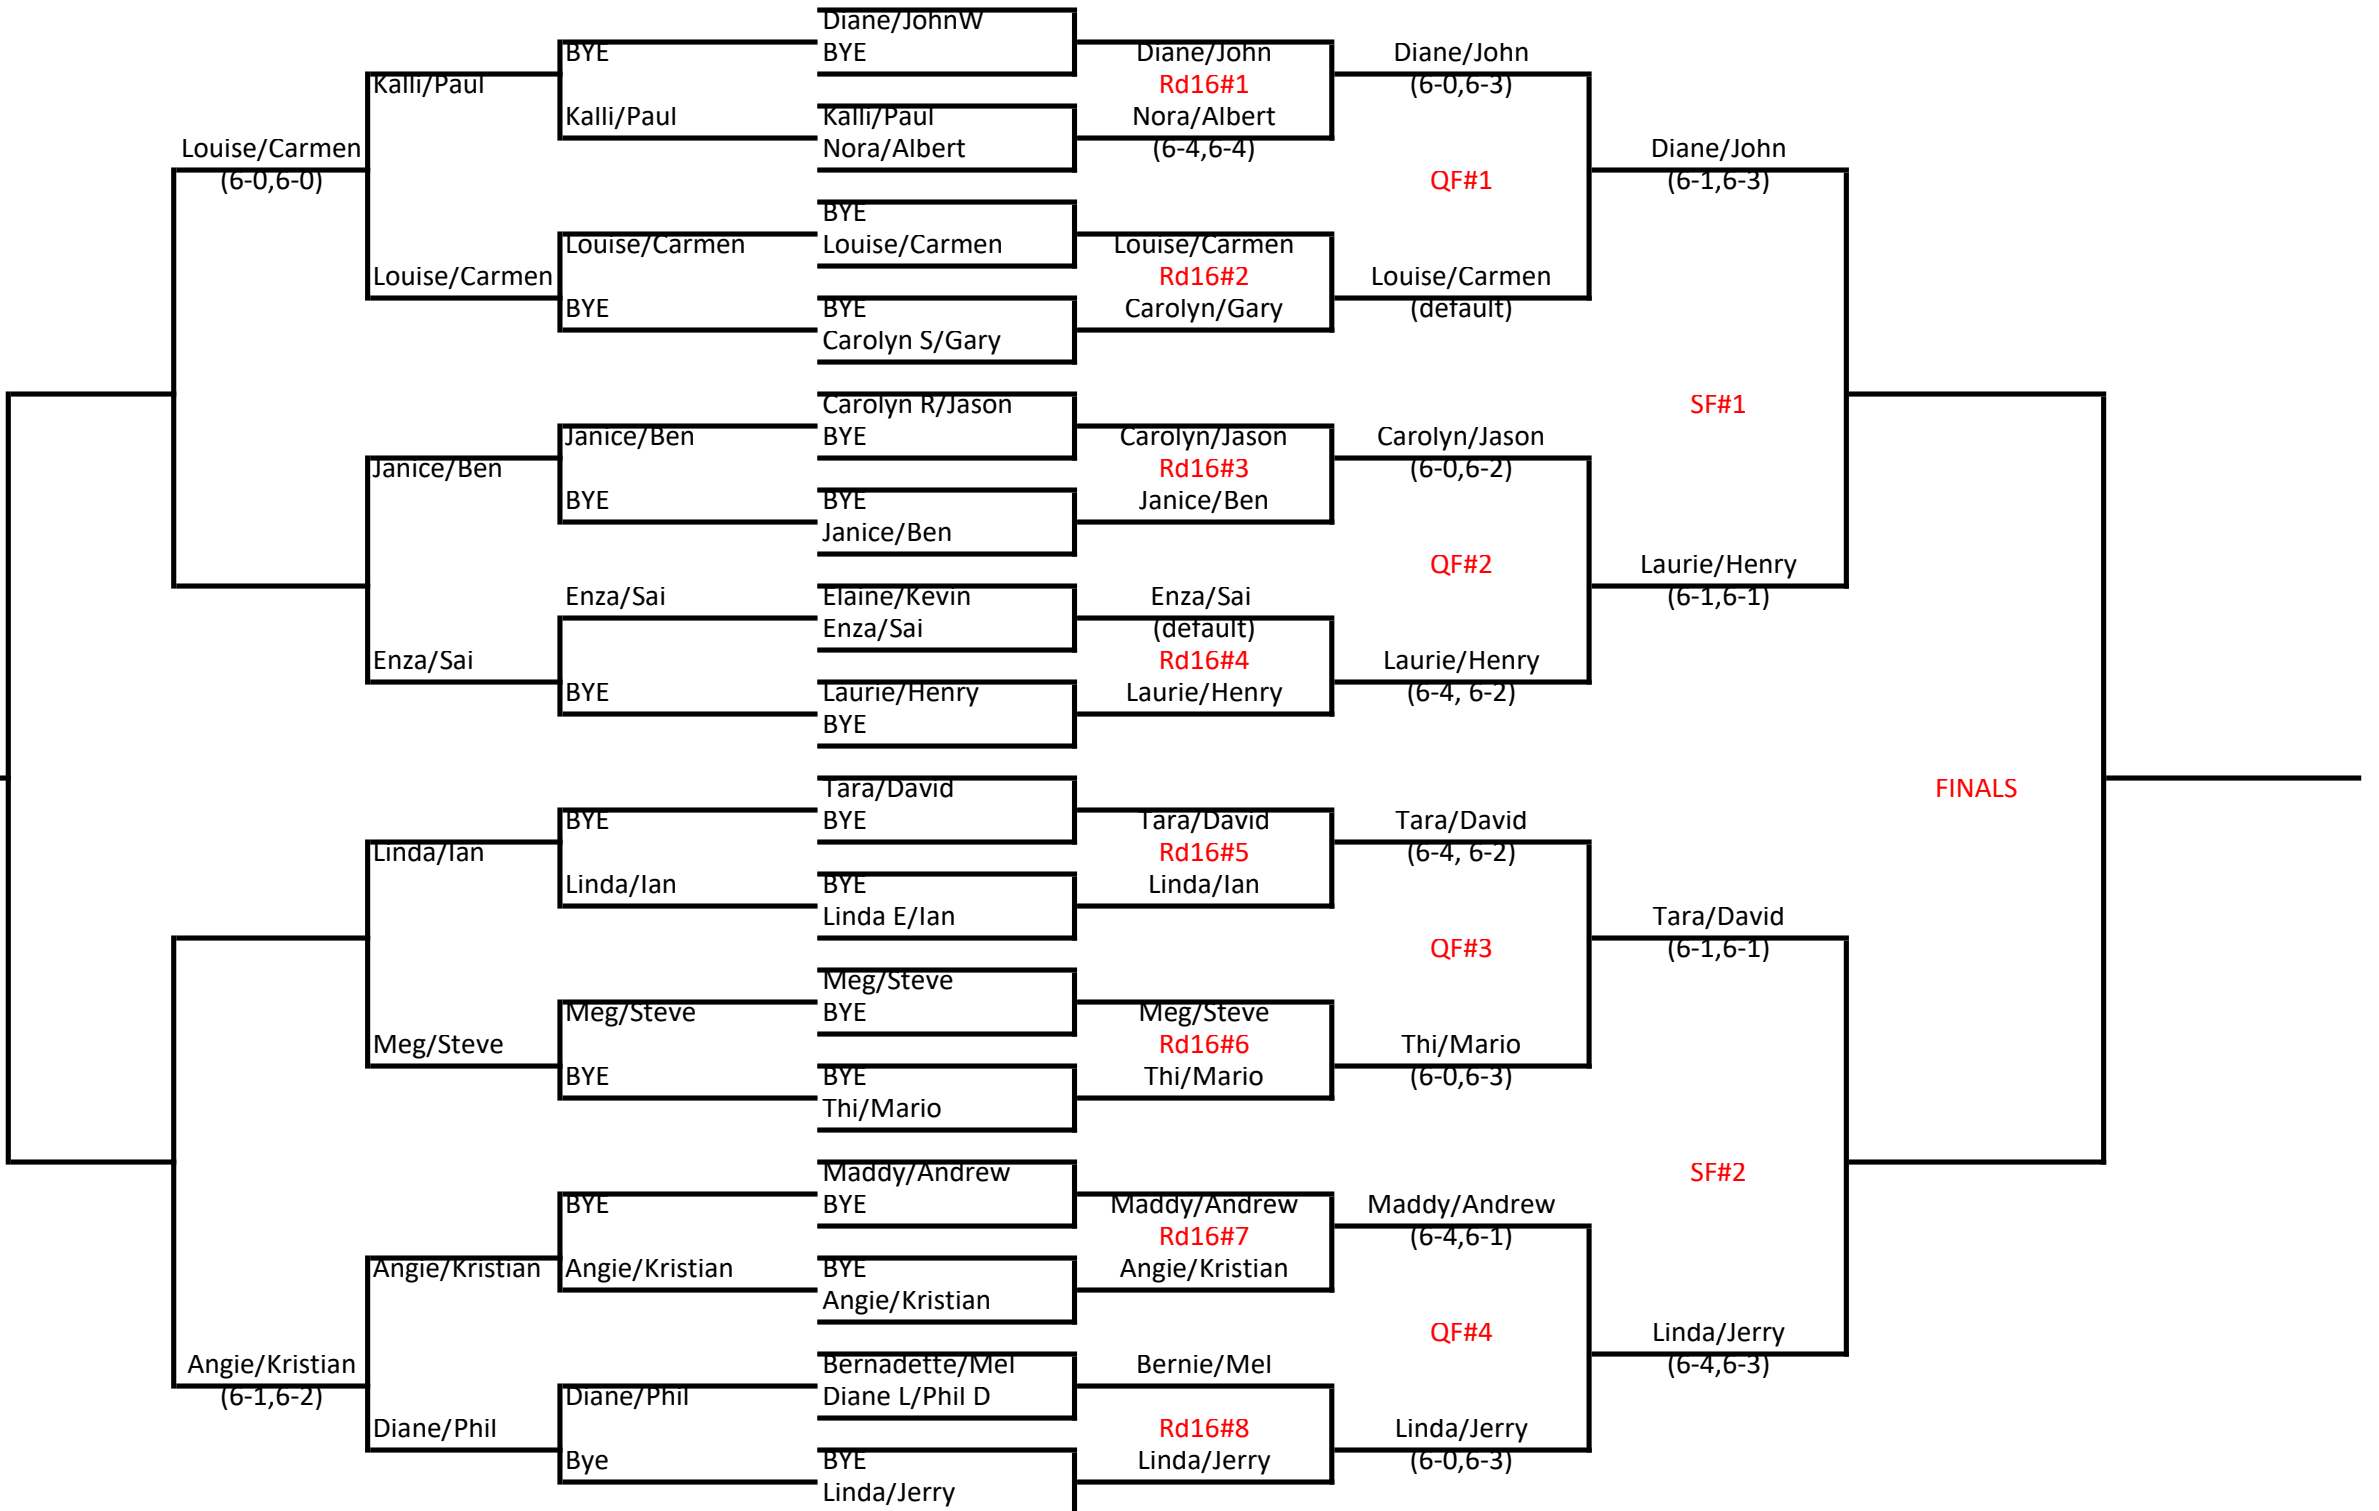 Diane/JohnW
BYE BYE Diane/John Diane/John
Kalli/Paul Rd16#1 (6-0,6-3)
Kalli/Paul Kalli/Paul Nora/Albert
Louise/Carmen Nora/Albert (6-4,6-4) Diane/John
(6-0,6-0) QF#1 (6-1,6-3)
BYE
Louise/Carmen Louise/Carmen Louise/Carmen
Louise/Carmen Rd16#2 Louise/Carmen
BYE BYE Carolyn/Gary (default)
Carolyn S/Gary
Carolyn R/Jason SF#1
Janice/Ben BYE Carolyn/Jason Carolyn/Jason
Janice/Ben Rd16#3 (6-0,6-2)
BYE BYE Janice/Ben
Janice/Ben
QF#2 Laurie/Henry
Enza/Sai Elaine/Kevin Enza/Sai (6-1,6-1)
Enza/Sai (default)
Enza/Sai Rd16#4 Laurie/Henry
BYE Laurie/Henry Laurie/Henry (6-4, 6-2)
BYE
Tara/David FINALS
BYE BYE Tara/David Tara/David
Linda/Ian Rd16#5 (6-4, 6-2)
Linda/Ian BYE Linda/Ian
Linda E/Ian Tara/David
QF#3 (6-1,6-1)
Meg/Steve
Meg/Steve BYE Meg/Steve
Meg/Steve Rd16#6 Thi/Mario
BYE BYE Thi/Mario (6-0,6-3)
Thi/Mario
Maddy/Andrew SF#2
BYE BYE Maddy/Andrew Maddy/Andrew
Rd16#7 (6-4,6-1)
Angie/Kristian Angie/Kristian BYE Angie/Kristian
Angie/Kristian
QF#4 Linda/Jerry
Angie/Kristian Bernadette/Mel Bernie/Mel (6-4,6-3)
(6-1,6-2) Diane/Phil Diane L/Phil D
Diane/Phil Rd16#8 Linda/Jerry
Bye BYE Linda/Jerry (6-0,6-3)
Linda/Jerry